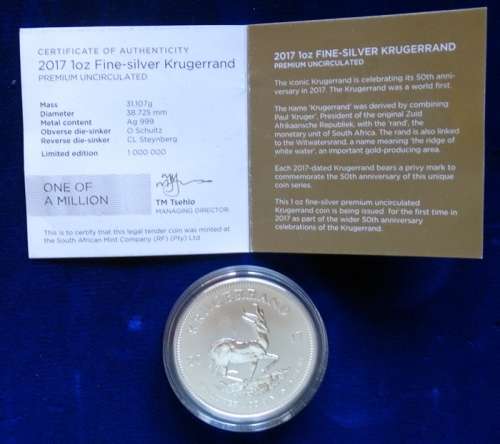 CERTIFICATE OF AUTHENTICITY
2017 1oz Fine-silver Krugerrand
PREMIUM UNCIRCULATED
Mass 31.107g
Diameter 38.725 mm
Metal content Ag 999
Obverse die-sinker O Schultz
Reverse die-sinker CL Steynberg
Limited edition 1 000 000
ONE OF
A MILLION
TM Tsehlo
MANAGING DIRECTOR
This is to certify that this legal tender coin was minted at
the South African Mint Company (RF) (Pty) Ltd
2017 1oz FINE-SILVER KRUGERRAND
PREMIUM UNCIRCULATED
The iconic Krugerrand is celebrating its 50th anni-
versary in 2017. The Krugerrand was a world first.
The name 'Krugerrand' was derived by combining
Paul 'Kruger', President of the original Zuid
Afrikaansche Republiek, with the 'rand', the
monetary unit of South Africa. The rand is also linked
to the Witwatersrand, a name meaning 'the ridge of
white water', an important gold-producing area.
Each 2017-dated Krugerrand bears a privy mark to
commemorate the 50th anniversary of this unique
coin series.
This 1 oz fine-silver premium uncirculated
Krugerrand coin is being issued for the first time in
2017 as part of the wider 50th anniversary
celebrations of the Krugerrand.
KRUGERRAND